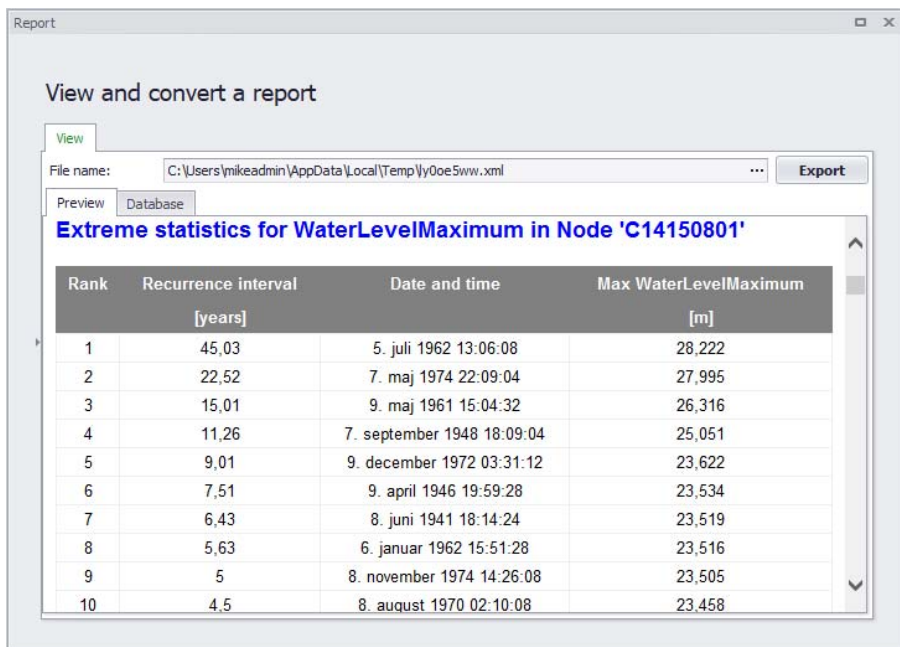 Report
View and convert a report
View
File name: C:\Users\mikeadmin\AppData\Local\Temp\ly0oe5ww.xml ... Export
Preview Database
Extreme statistics for WaterLevelMaximum in Node 'C14150801'
Rank Recurrence interval Date and time Max WaterLevelMaximum
[years] [m]
1 45,03 5. juli 1962 13:06:08 28,222
2 22,52 7. maj 1974 22:09:04 27,995
3 15,01 9. maj 1961 15:04:32 26,316
4 11,26 7. september 1948 18:09:04 25,051
5 9,01 9. december 1972 03:31:12 23,622
6 7,51 9. april 1946 19:59:28 23,534
7 6,43 8. juni 1941 18:14:24 23,519
8 5,63 6. januar 1962 15:51:28 23,516
9 5 8. november 1974 14:26:08 23,505
10 4,5 8. august 1970 02:10:08 23,458